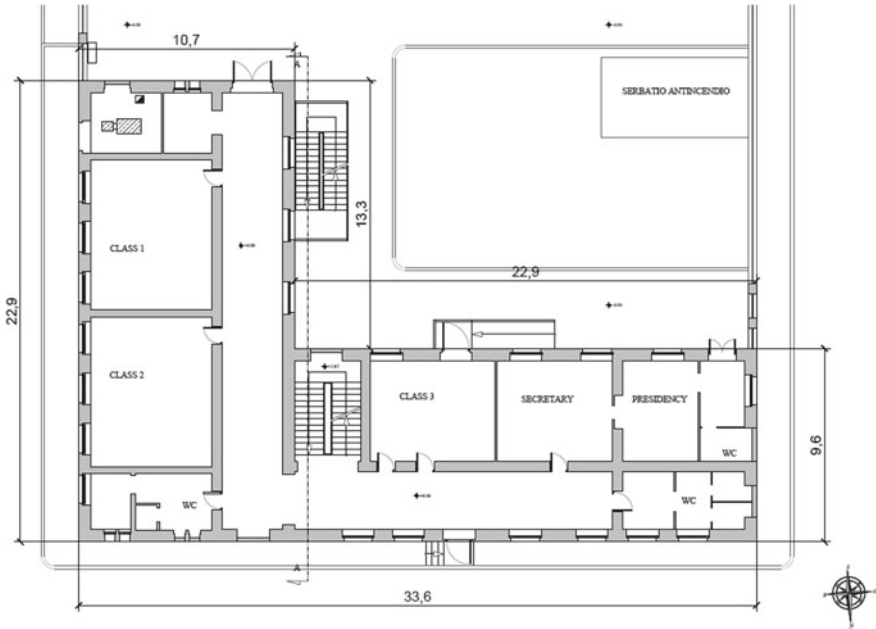 10,7
A
SERBATIO ANTINCENDIO
13,3
CLASS 1
22,9
22,9
CLASS 2
CLASS 3
SECRETARY
PRESIDENCY
WC
9,6
WC
WC
A
33,6